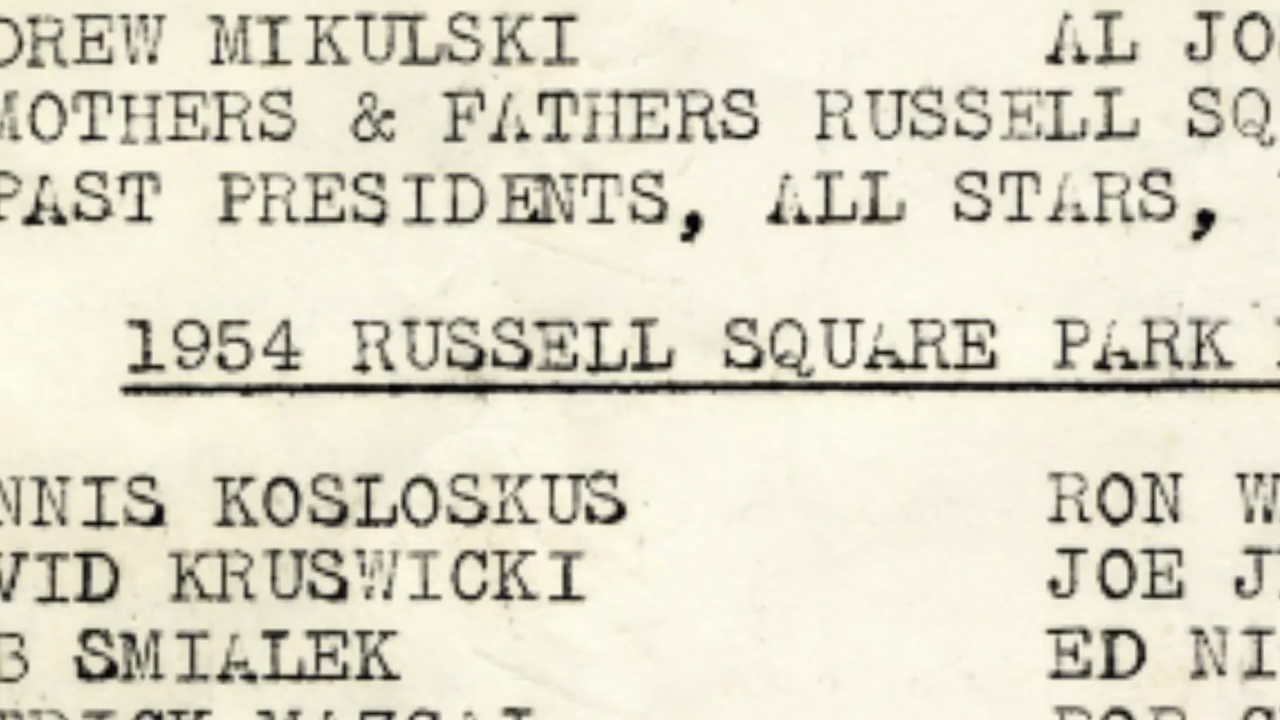 DREW MIKULSKI AL JO
MOTHERS & FATHERS RUSSELL SQ
PAST PRESIDENTS, ALL STARS,
1954 RUSSELL SQUARE PARK
NNIS KOSLOSKUS RON W
VID KRUSWICKI JOE J
B SMIALEK ED NI